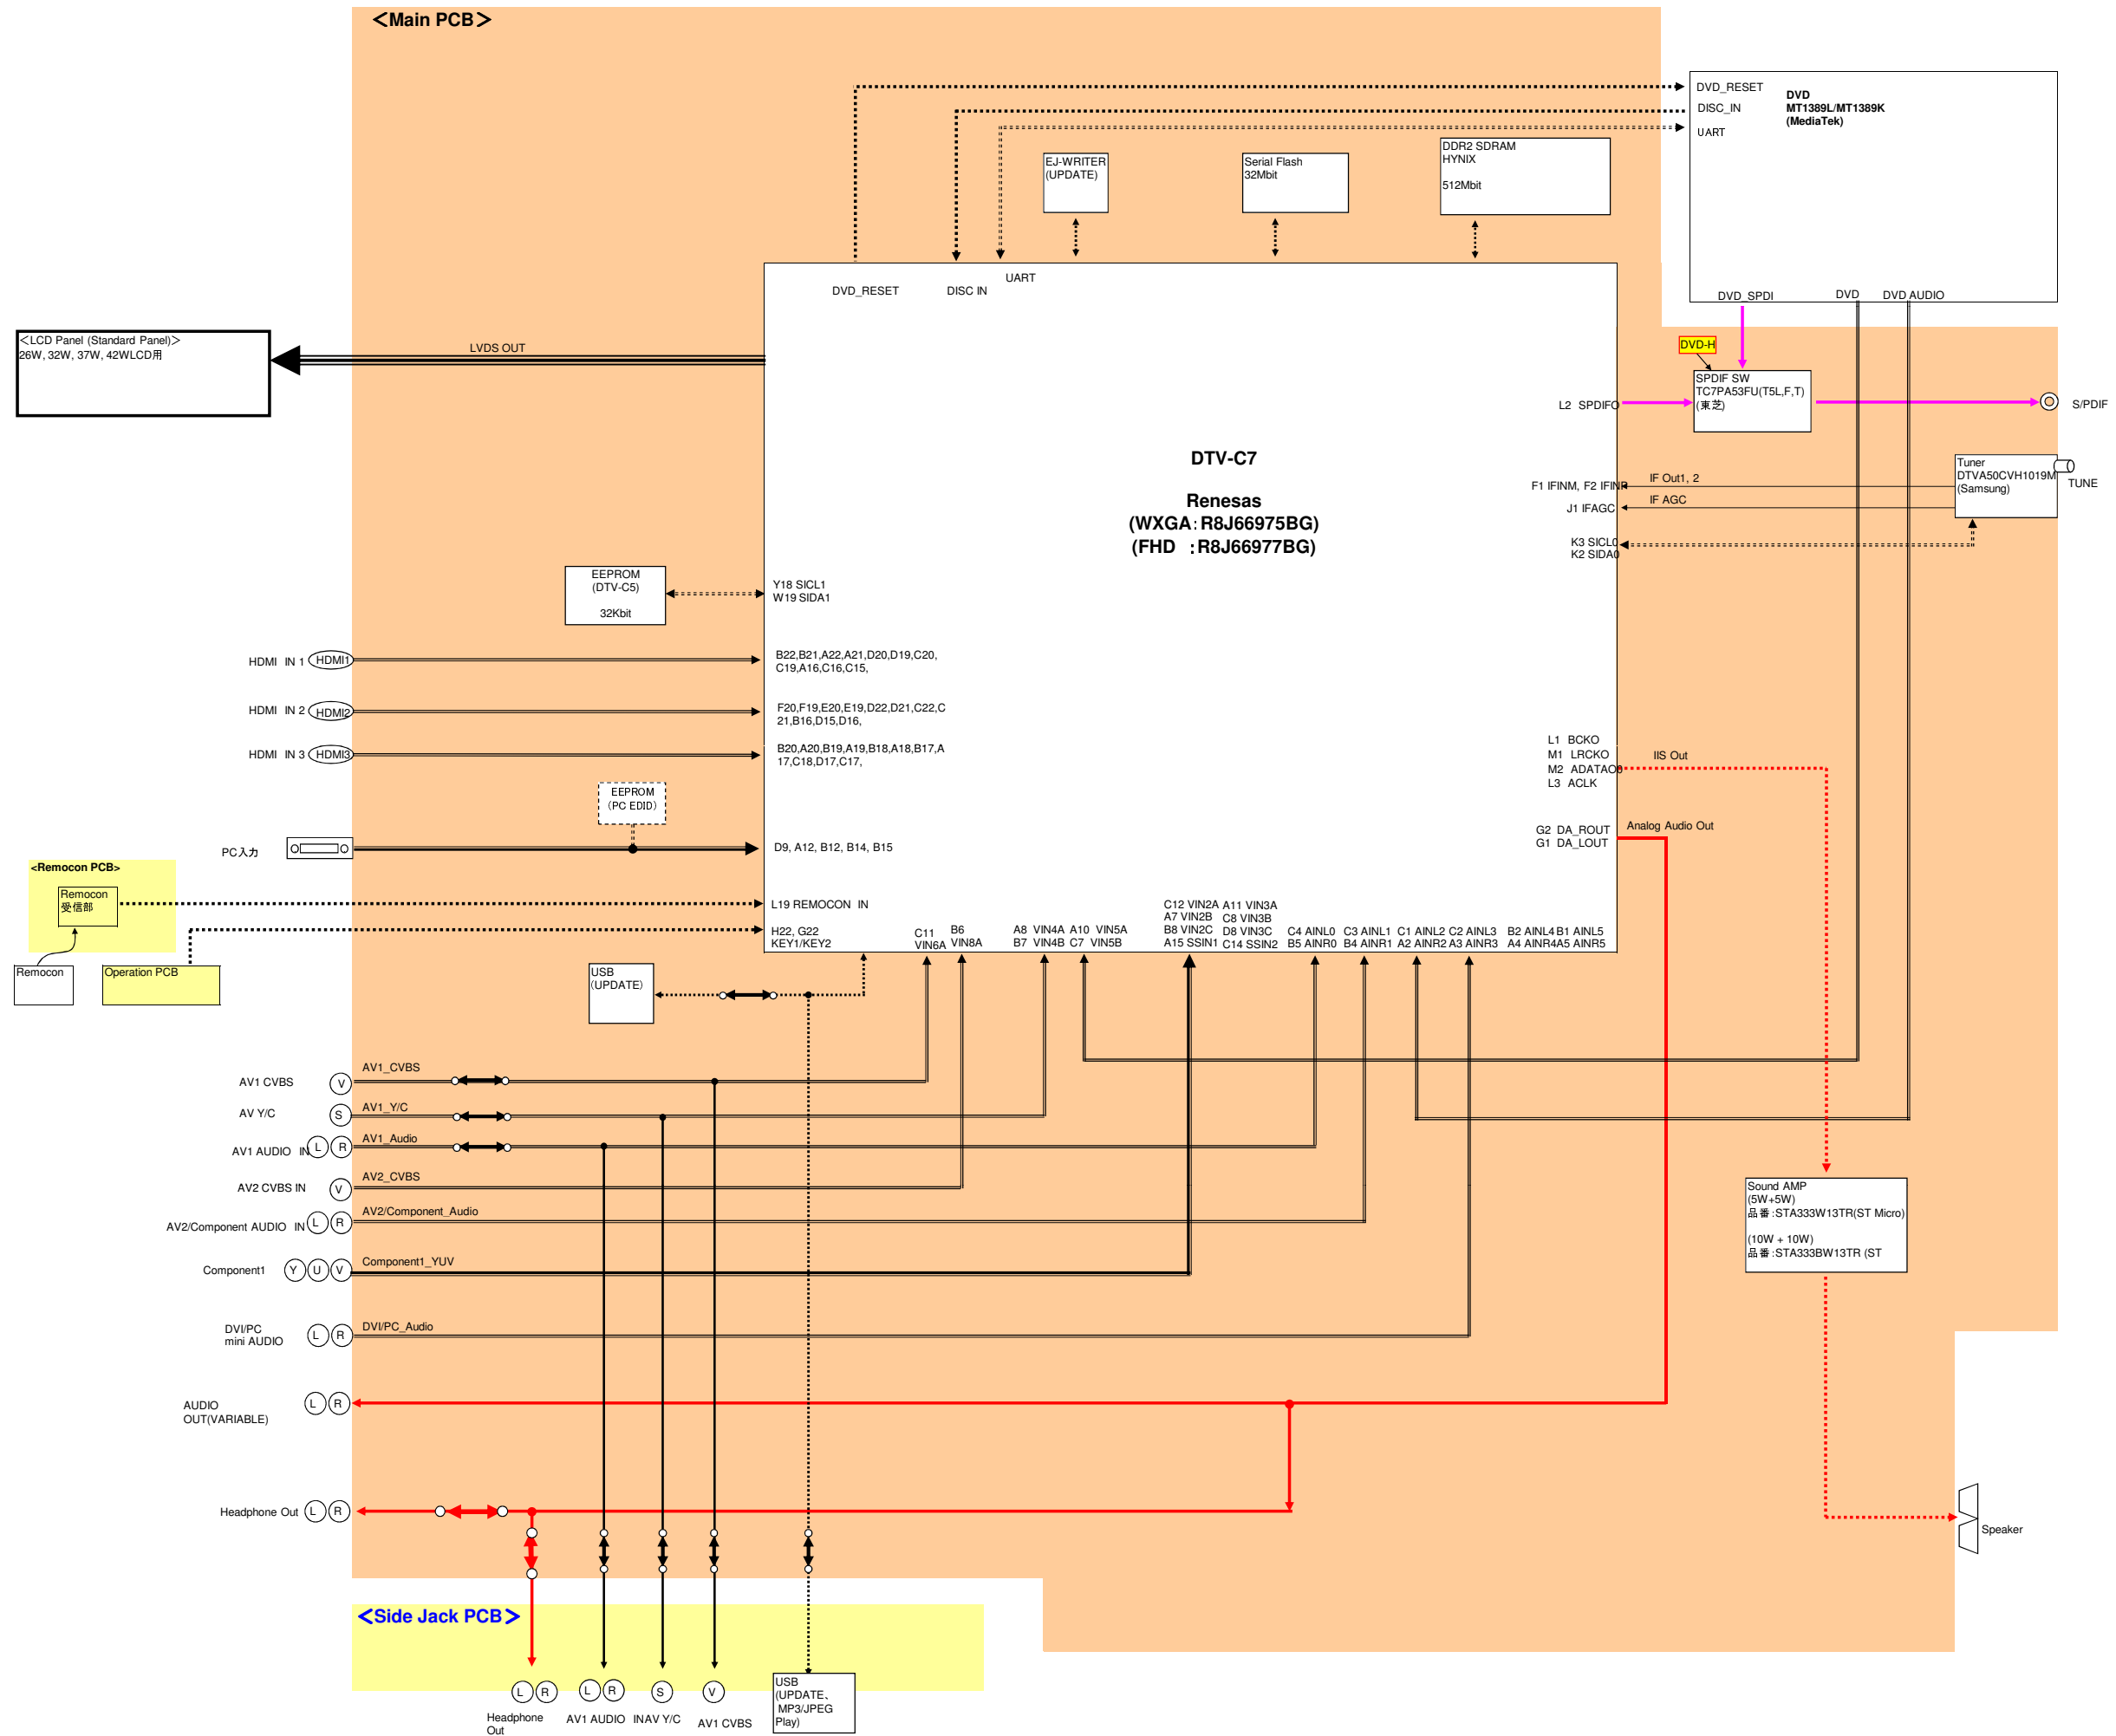 ＜Main PCB＞
DVD_RESET
DISC_IN
UART
DVD
MT1389L/MT1389K
(MediaTek)
EJ-WRITER
(UPDATE)
Serial Flash
32Mbit
DDR2 SDRAM
HYNIX
512Mbit
DVD_RESET
DISC IN
UART
DVD_SPDI
DVD
DVD AUDIO
＜LCD Panel (Standard Panel)＞
26W, 32W, 37W, 42WLCD用
LVDS OUT
DVD-H
SPDIF SW
TC7PA53FU(T5L,F,T)
(東芝)
L2 SPDIFO
S/PDIF
DTV-C7
Renesas
(WXGA：R8J66975BG)
(FHD ：R8J66977BG)
Tuner
DTVA50CVH1019M
(Samsung)
TUNE
F1 IFINM, F2 IFINP
IF Out1, 2
J1 IFAGC
IF AGC
K3 SICL0
K2 SIDA0
EEPROM
(DTV-C5)
32Kbit
Y18 SICL1
W19 SIDA1
HDMI IN 1
HDMI1
B22,B21,A22,A21,D20,D19,C20,
C19,A16,C16,C15,
HDMI IN 2
HDMI2
F20,F19,E20,E19,D22,D21,C22,C
21,B16,D15,D16,
HDMI IN 3
HDMI3
B20,A20,B19,A19,B18,A18,B17,A
17,C18,D17,C17,
L1 BCKO
M1 LRCKO
M2 ADATAO0
L3 ACLK
IIS Out
EEPROM
（PC EDID）
G2 DA_ROUT
G1 DA_LOUT
Analog Audio Out
PC入力
D9, A12, B12, B14, B15
<Remocon PCB>
Remocon
受信部
L19 REMOCON IN
H22, G22
KEY1/KEY2
Remocon
Operation PCB
C11
VIN6A
B6
VIN8A
A8 VIN4A
B7 VIN4B
A10 VIN5A
C7 VIN5B
C12 VIN2A
A7 VIN2B
B8 VIN2C
A15 SSIN1
A11 VIN3A
C8 VIN3B
D8 VIN3C
C14 SSIN2
C4 AINL0
B5 AINR0
C3 AINL1
B4 AINR1
C1 AINL2
A2 AINR2
C2 AINL3
A3 AINR3
B2 AINL4
A4 AINR4
B1 AINL5
A5 AINR5
USB
（UPDATE）
AV1 CVBS
V
AV1_CVBS
AV Y/C
S
AV1_Y/C
AV1 AUDIO IN
L
R
AV1_Audio
AV2 CVBS IN
V
AV2_CVBS
AV2/Component AUDIO IN
L
R
AV2/Component_Audio
Component1
Y
U
V
Component1_YUV
Sound AMP
(5W+5W)
品番：STA333W13TR(ST Micro)
(10W + 10W)
品番：STA333BW13TR (ST
DVI/PC
mini AUDIO
L
R
DVI/PC_Audio
AUDIO
OUT(VARIABLE)
L
R
Headphone Out
L
R
Speaker
＜Side Jack PCB＞
L
R
Headphone
Out
L
R
AV1 AUDIO IN
S
AV Y/C
V
AV1 CVBS
USB
(UPDATE、
MP3/JPEG
Play)